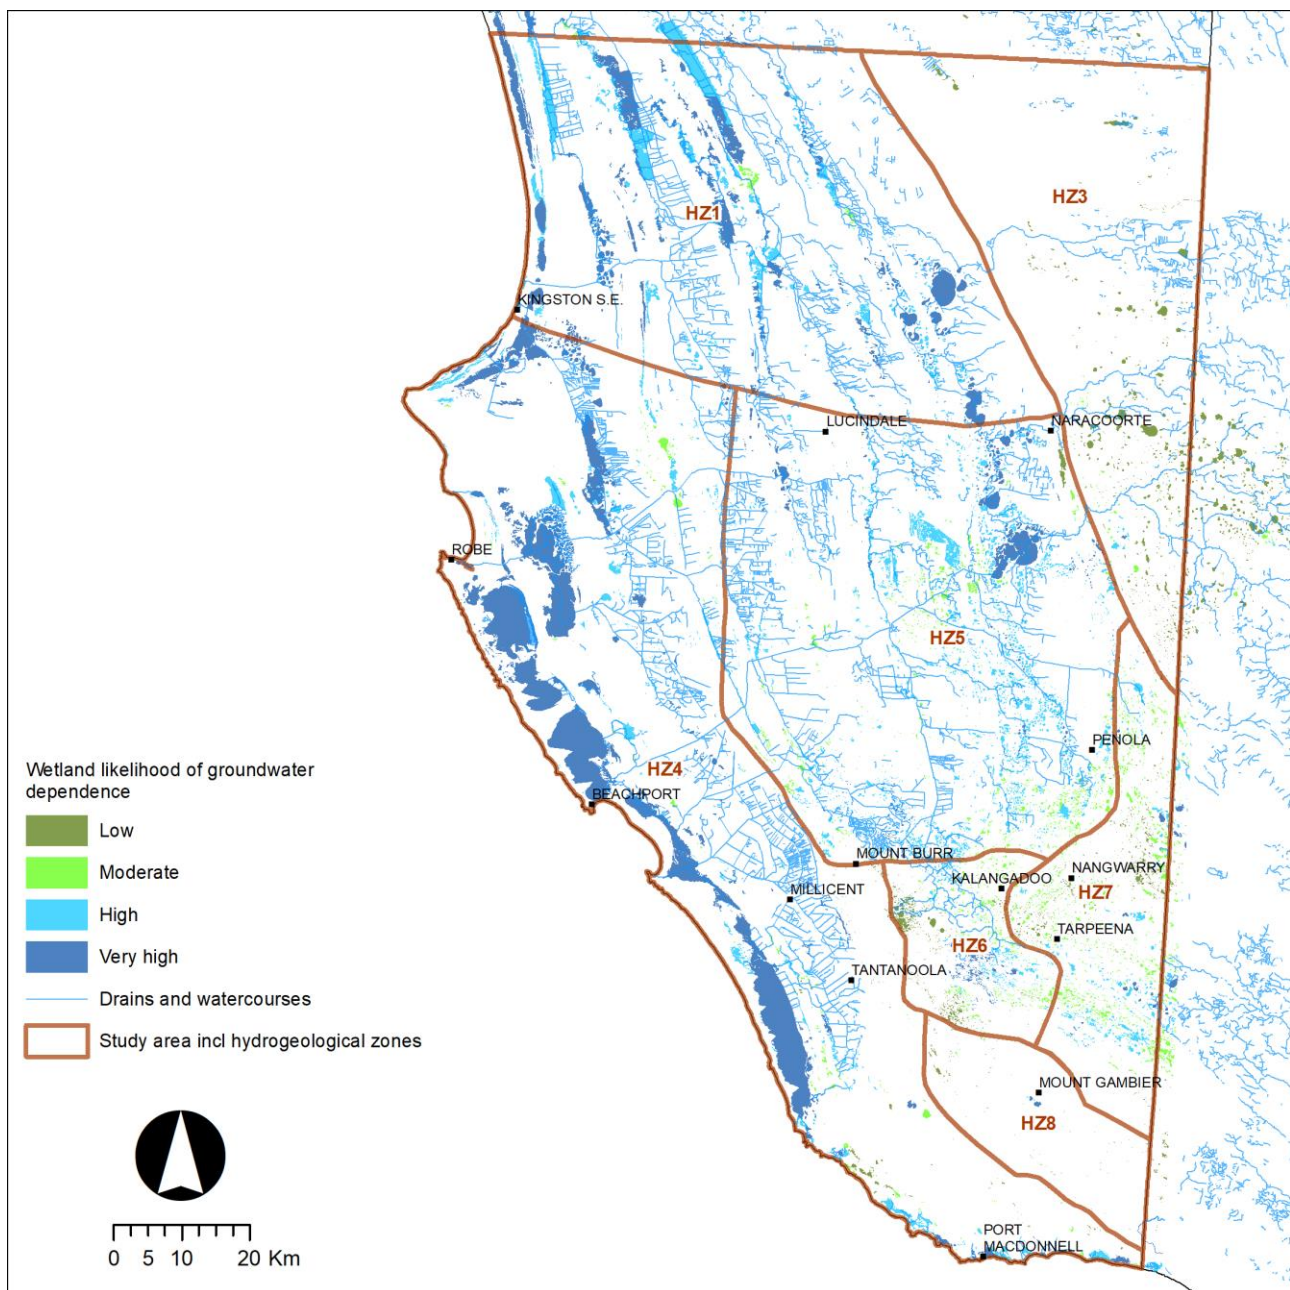 HZ3
HZ1
KINGSTON S.E.
LUCINDALE
NARACOORTE
ROBE
HZ5
PENOLA
HZ4
BEACHPORT
MOUNT BURR
KALANGADOO
NANGWARRY
HZ7
MILLICENT
TARPEENA
HZ6
TANTANOOLA
MOUNT GAMBIER
HZ8
PORT
MACDONNELL
Wetland likelihood of groundwater
dependence
Low
Moderate
High
Very high
Drains and watercourses
Study area incl hydrogeological zones
0 5 10 20 Km